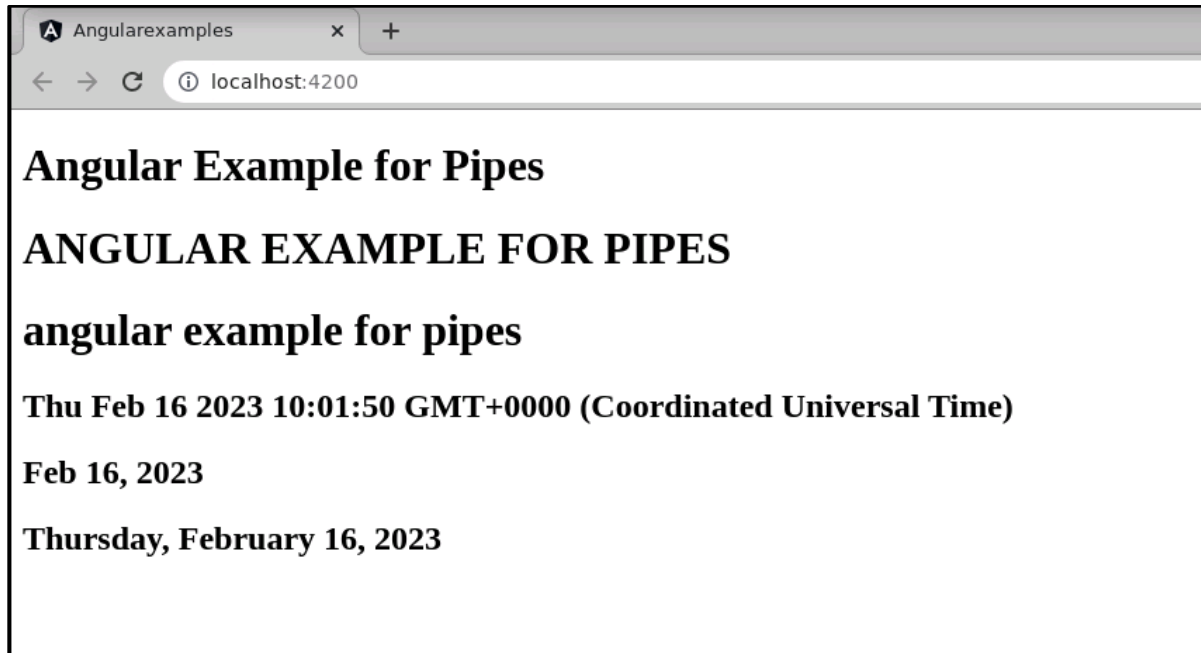 Angularexamples
localhost:4200
Angular Example for Pipes
ANGULAR EXAMPLE FOR PIPES
angular example for pipes
Thu Feb 16 2023 10:01:50 GMT+0000 (Coordinated Universal Time)
Feb 16, 2023
Thursday, February 16, 2023